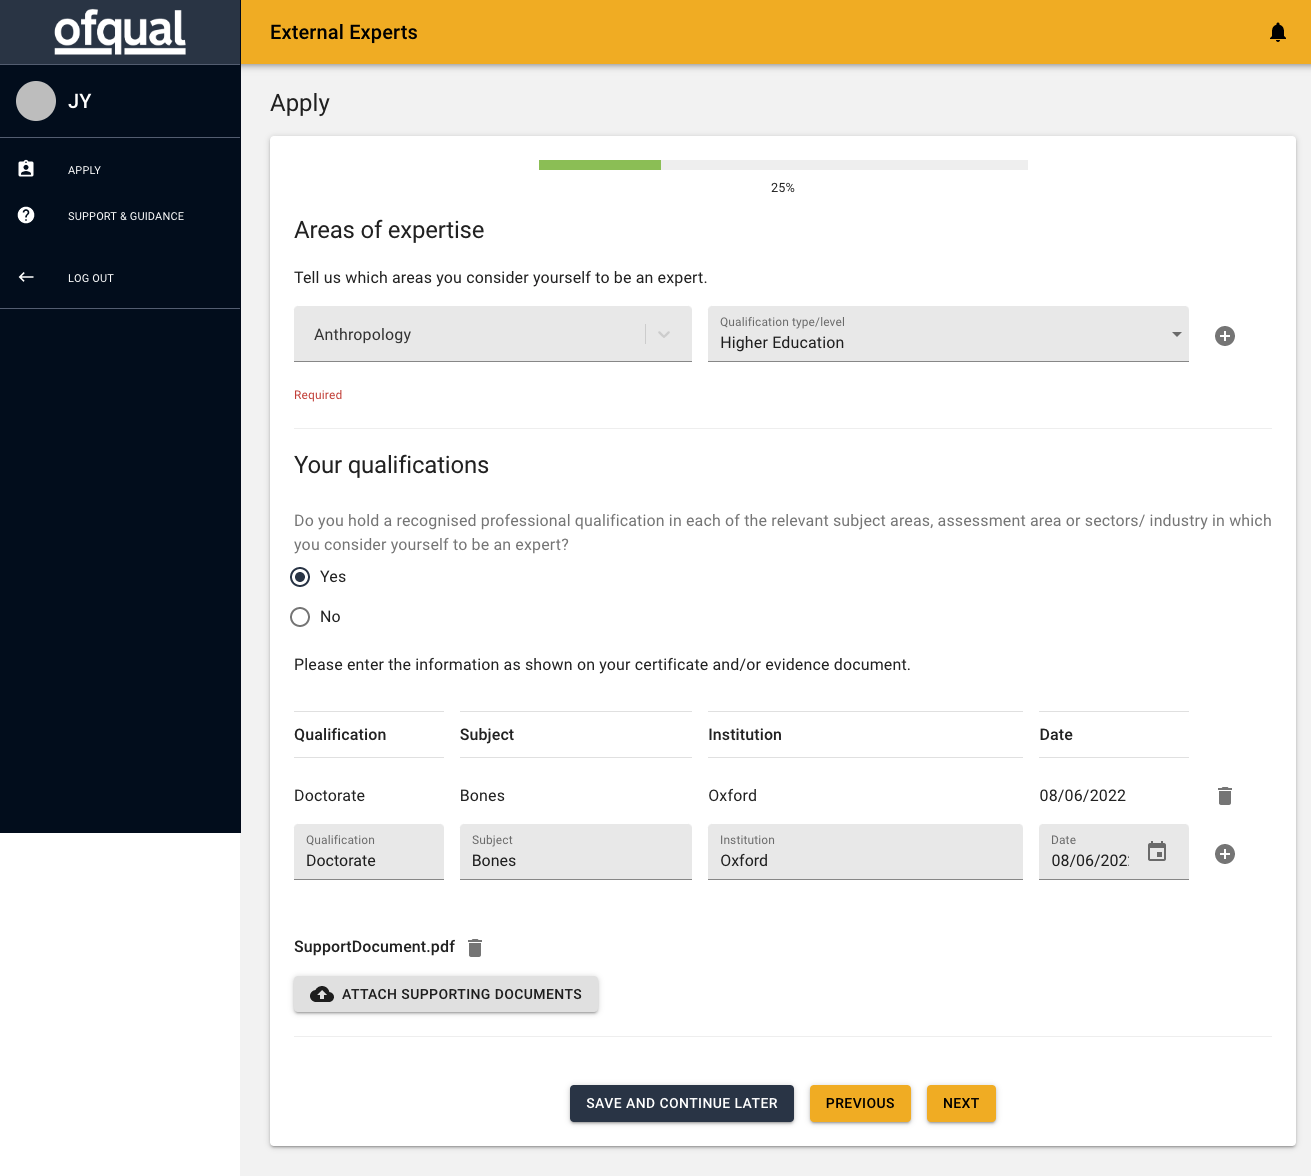 ofqual
External Experts
JY
APPLY
SUPPORT & GUIDANCE
LOG OUT
Apply
25%
Areas of expertise
Tell us which areas you consider yourself to be an expert.
Anthropology
Qualification type/level
Higher Education
Required
Your qualifications
Do you hold a recognised professional qualification in each of the relevant subject areas, assessment area or sectors/ industry in which
you consider yourself to be an expert?
Yes
No
Please enter the information as shown on your certificate and/or evidence document.
Qualification Subject Institution Date
Doctorate Bones Oxford 08/06/2022
Qualification Subject Institution Date
Doctorate Bones Oxford 08/06/202
SupportDocument.pdf
ATTACH SUPPORTING DOCUMENTS
SAVE AND CONTINUE LATER PREVIOUS NEXT